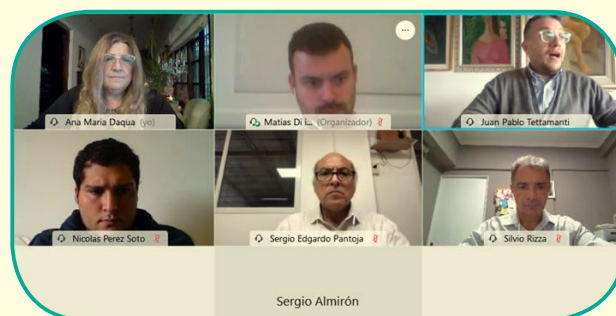 Ana Maria Daqua (yo)
Matias Di i... (Organizador)
Juan Pablo Tettamanti
Nicolas Perez Soto
Sergio Edgardo Pantoja
Silvio Rizza
Sergio Almirón